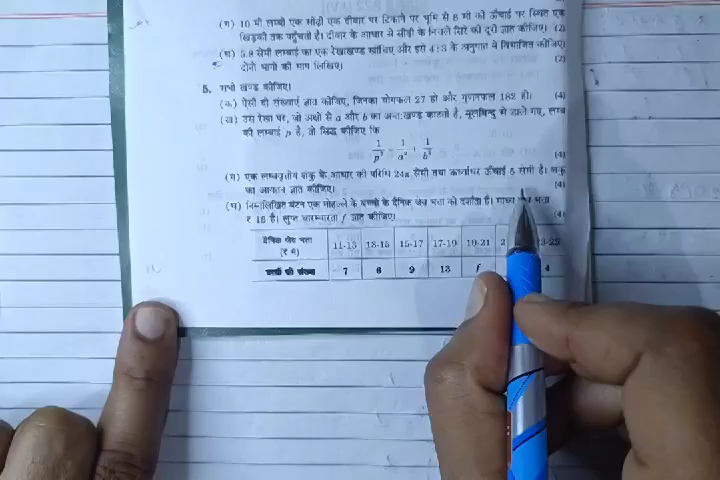 (ग) 10 मी लम्बी एक सीढ़ी एक दीवार पर टिकाने पर भूमि से 8 मी की ऊँचाई पर स्थित एक
खिड़की तक पहुँचती है। दीवार के आधार से सीढ़ी के निचले सिरे की दूरी ज्ञात कीजिए। (2)
(घ) 5.8 सेमी लम्बाई का एक रेखाखण्ड खींचिए और इसे 4:3 के अनुपात में विभाजित कीजिए।
दोनों भागों की माप लिखिए। (2)
5. सभी खण्ड कीजिए।
(क) ऐसी दो संख्याएं ज्ञात कीजिए, जिनका योगफल 27 हो और गुणनफल 182 हो। (4)
(ख) उस रेखा पर, जो अक्षों से a और b का अन्तःखण्ड काटती है, मूलबिन्दु से डाले गए, लम्ब
की लम्बाई p है, तो सिद्ध कीजिए कि
1/p² = 1/a² + 1/b² (4)
(ग) एक लम्बवृत्तीय शंकु के आधार की परिधि 24π सेमी तथा ऊर्ध्वाधर ऊँचाई 5 सेमी है। शंकु
का आयतन ज्ञात कीजिए। (4)
(घ) निम्नलिखित बंटन एक मोहल्ले के बच्चों के दैनिक जेब भत्ता को दर्शाता है। माध्य भत्ता
₹ 18 है। लुप्त बारम्बारता f ज्ञात कीजिए। (4)
दैनिक जेब भत्ता (₹ में) 11-13 13-15 15-17 17-19 19-21 2 23-25
बच्चों की संख्या 7 6 9 13 f 4